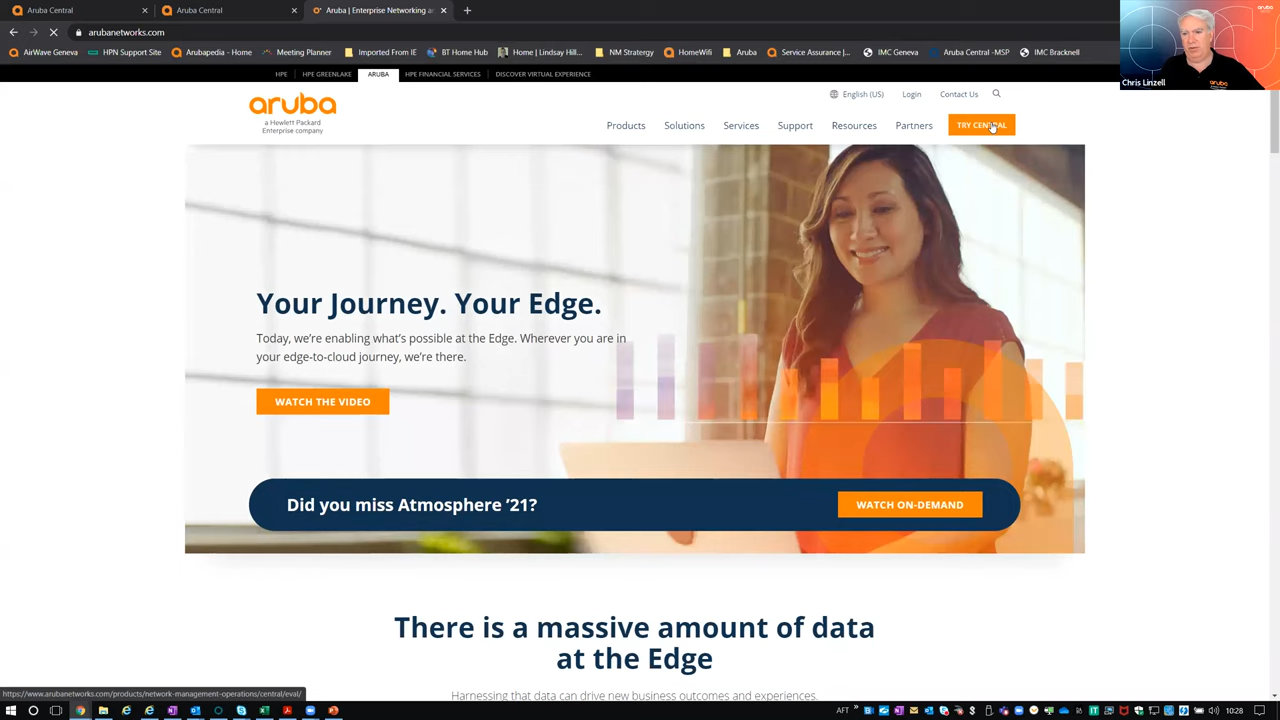 Aruba Central
Aruba Central
Aruba | Enterprise Networking an
arubanetworks.com
AirWave Geneva
HPN Support Site
Arubapedia - Home
Meeting Planner
Imported From IE
BT Home Hub
Home | Lindsay Hill...
NM Stratergy
HomeWifi
Aruba
Service Assurance |...
IMC Geneva
Aruba Central -MSP
IMC Bracknell
aruba
Chris Linzell
HPE
HPE GREENLAKE
ARUBA
HPE FINANCIAL SERVICES
DISCOVER VIRTUAL EXPERIENCE
English (US)
Login
Contact Us
aruba
a Hewlett Packard
Enterprise company
Products
Solutions
Services
Support
Resources
Partners
TRY CENTRAL
Your Journey. Your Edge.
Today, we're enabling what's possible at the Edge. Wherever you are in
your edge-to-cloud journey, we're there.
WATCH THE VIDEO
Did you miss Atmosphere '21?
WATCH ON-DEMAND
There is a massive amount of data
at the Edge
Harnessing that data can drive new business outcomes and experiences.
https://www.arubanetworks.com/products/network-management-operations/central/eval/
AFT
10:28